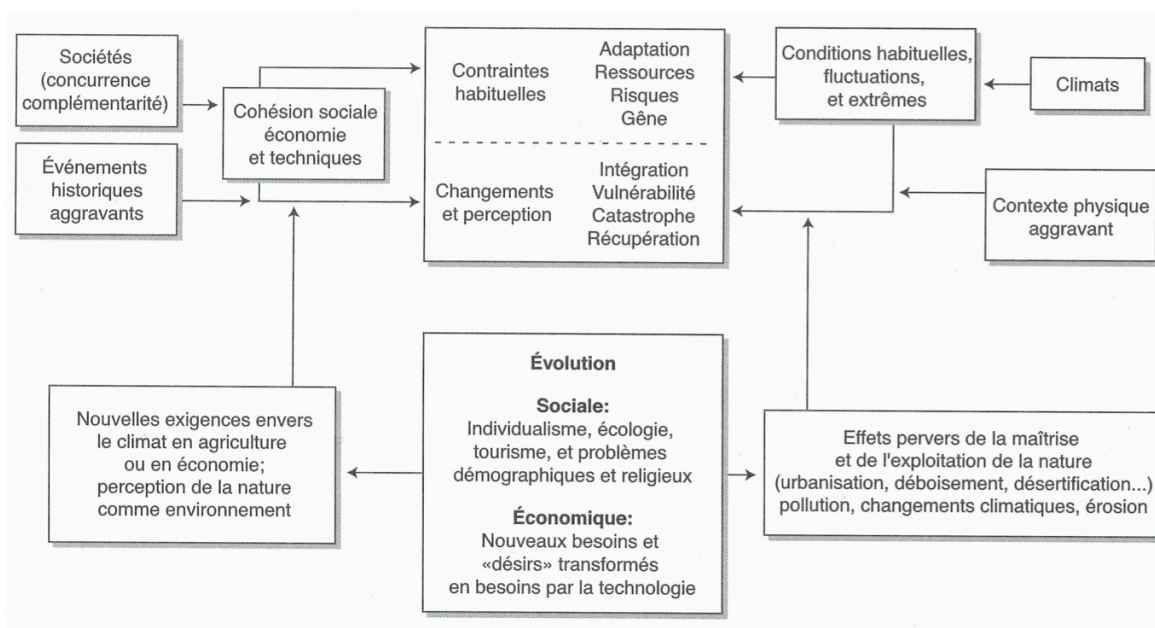 Sociétés
(concurrence
complémentarité)
Événements
historiques
aggravants
Cohésion sociale
économie
et techniques
Contraintes
habituelles
Adaptation
Ressources
Risques
Gêne
Changements
et perception
Intégration
Vulnérabilité
Catastrophe
Récupération
Conditions habituelles,
fluctuations,
et extrêmes
Climats
Contexte physique
aggravant
Nouvelles exigences envers
le climat en agriculture
ou en économie;
perception de la nature
comme environnement
Évolution
Sociale:
Individualisme, écologie,
tourisme, et problèmes
démographiques et religieux
Économique:
Nouveaux besoins et
«désirs» transformés
en besoins par la technologie
Effets pervers de la maîtrise
et de l'exploitation de la nature
(urbanisation, déboisement, désertification...)
pollution, changements climatiques, érosion